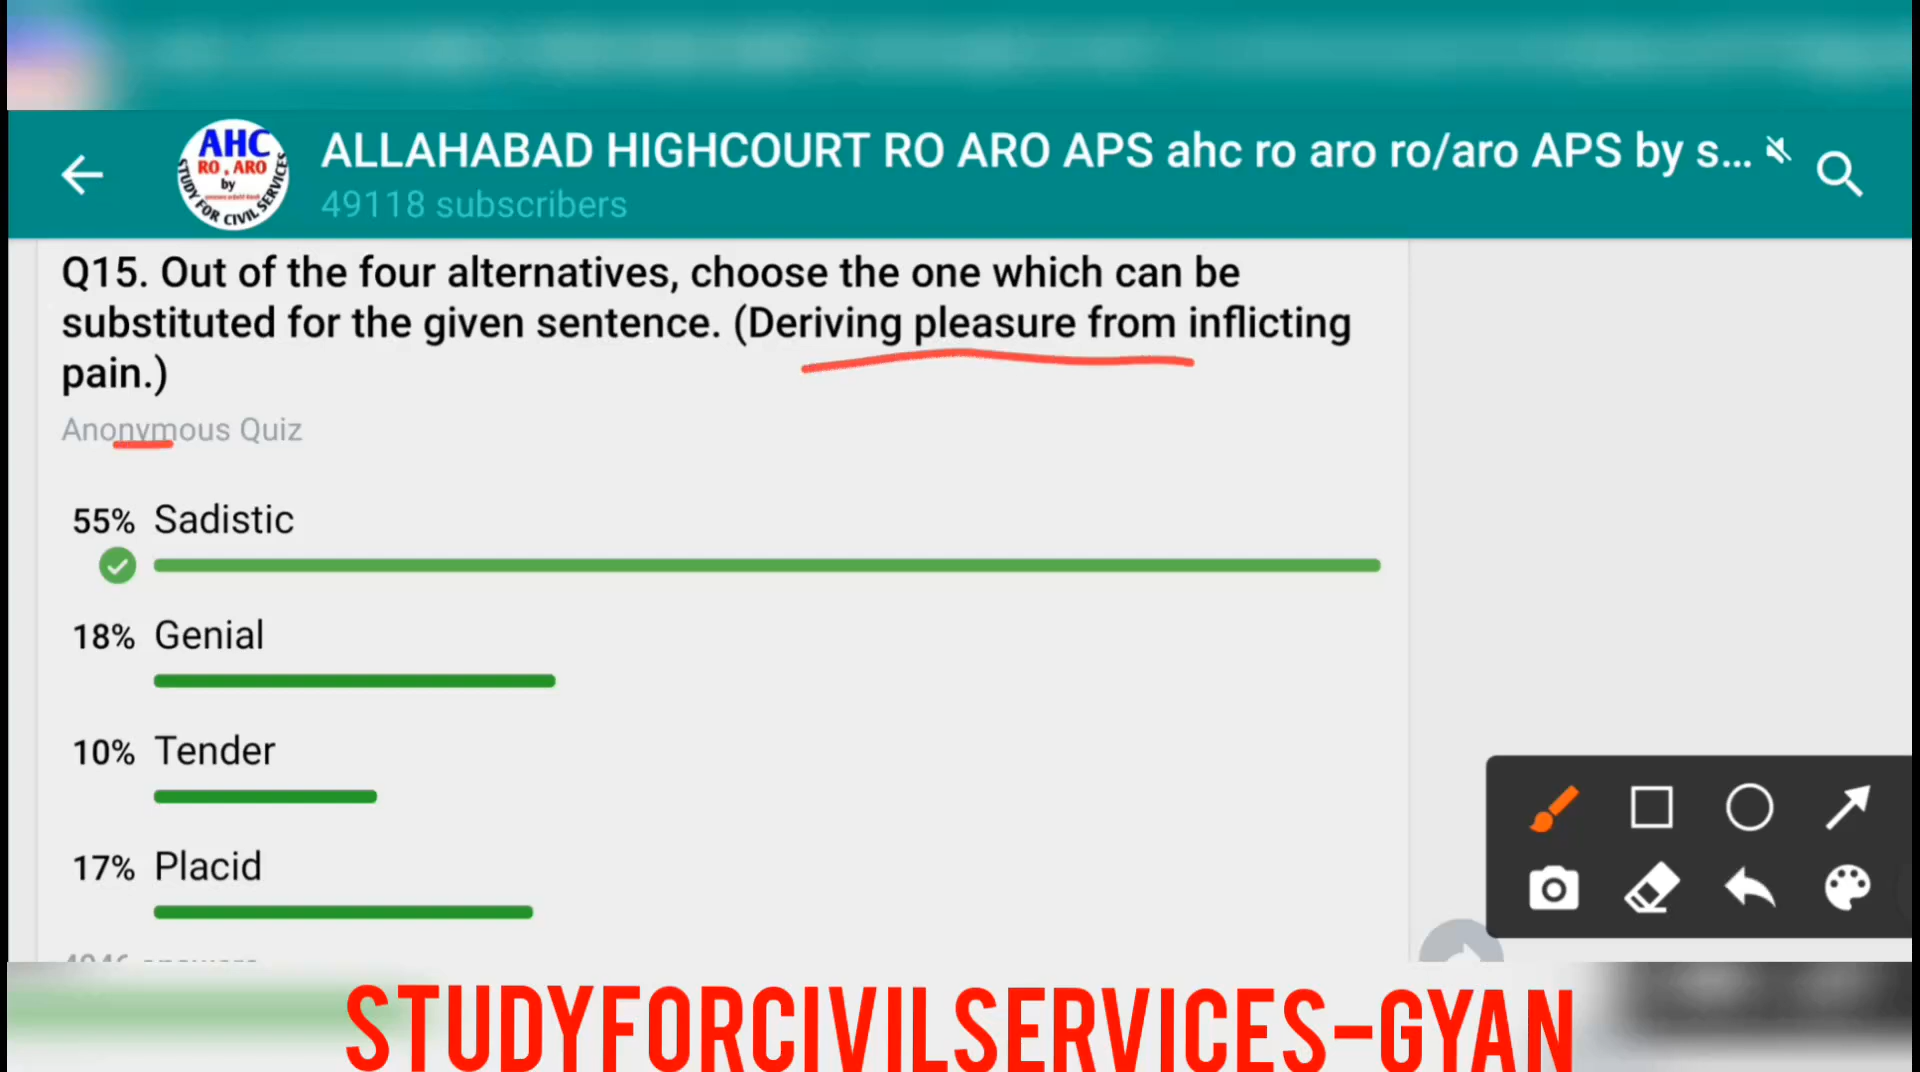 AHC
RO , ARO
by
STUDY FOR CIVIL SERVICES
ALLAHABAD HIGHCOURT RO ARO APS ahc ro aro ro/aro APS by s...
49118 subscribers
Q15. Out of the four alternatives, choose the one which can be
substituted for the given sentence. (Deriving pleasure from inflicting
pain.)
Anonymous Quiz
55% Sadistic
18% Genial
10% Tender
17% Placid
STUDYFORCIVILSERVICES-GYAN